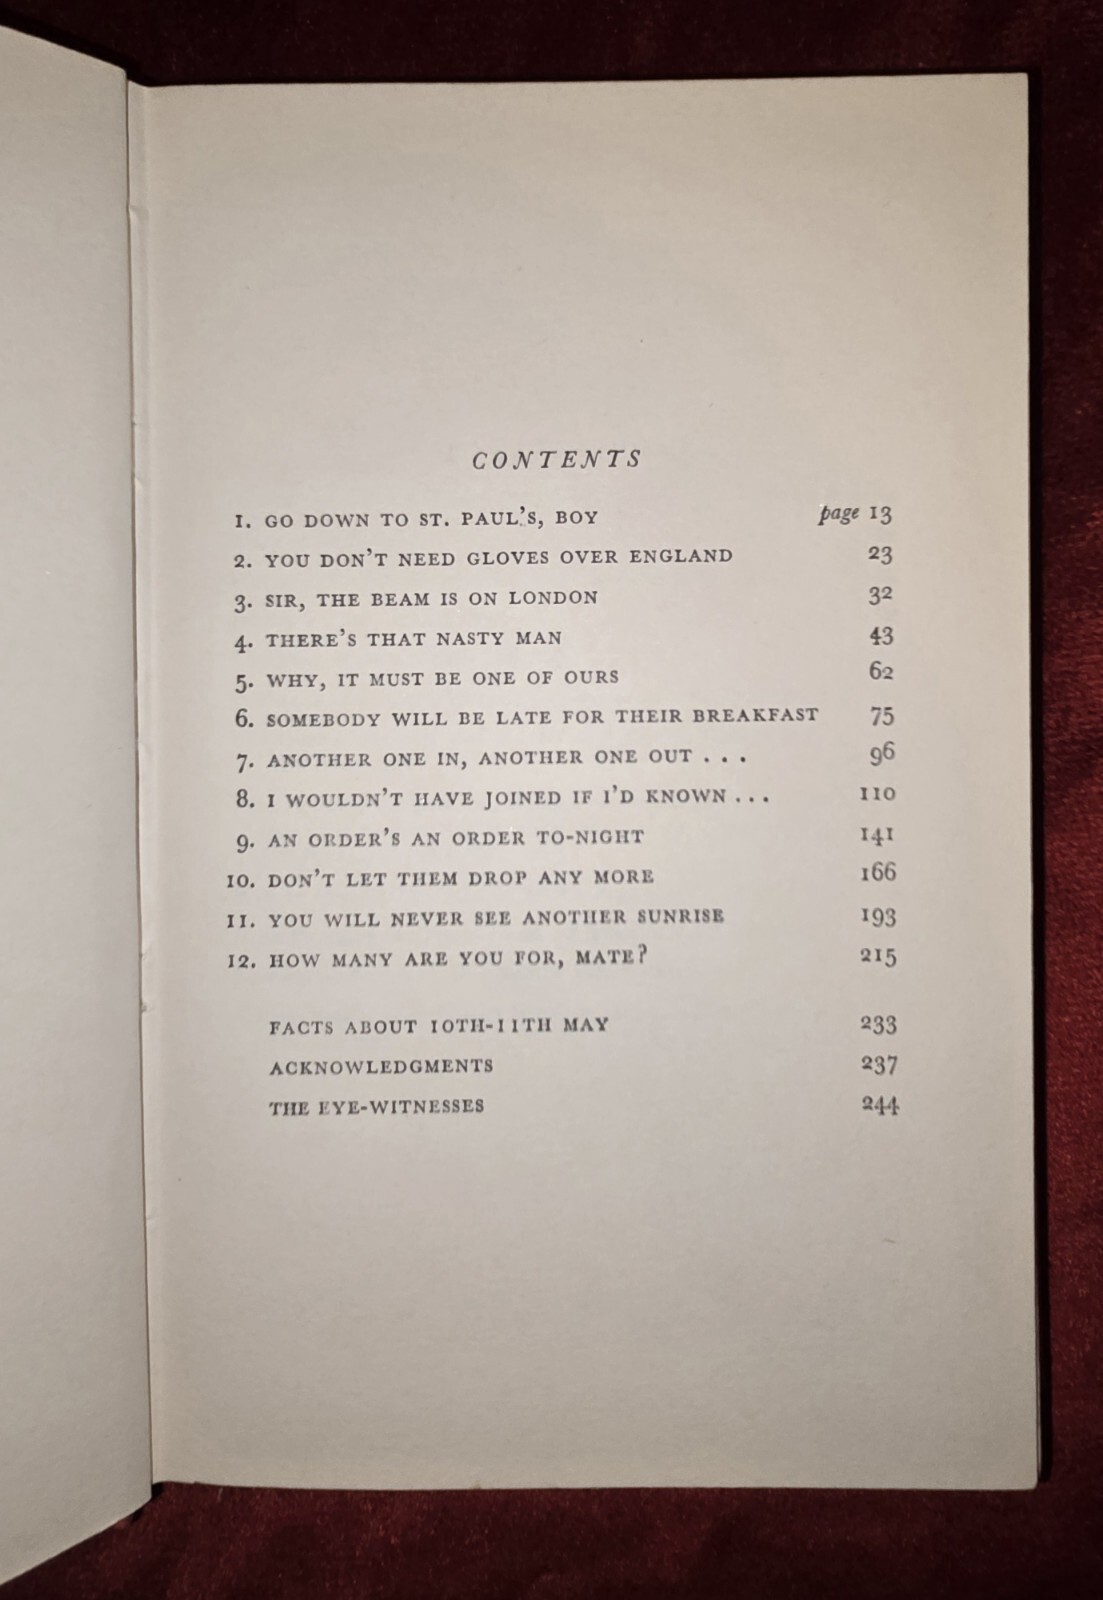 CONTENTS
1. GO DOWN TO ST. PAUL'S, BOY page 13
2. YOU DON'T NEED GLOVES OVER ENGLAND 23
3. SIR, THE BEAM IS ON LONDON 32
4. THERE'S THAT NASTY MAN 43
5. WHY, IT MUST BE ONE OF OURS 62
6. SOMEBODY WILL BE LATE FOR THEIR BREAKFAST 75
7. ANOTHER ONE IN, ANOTHER ONE OUT . . . 96
8. I WOULDN'T HAVE JOINED IF I'D KNOWN . . . 110
9. AN ORDER'S AN ORDER TO-NIGHT 141
10. DON'T LET THEM DROP ANY MORE 166
11. YOU WILL NEVER SEE ANOTHER SUNRISE 193
12. HOW MANY ARE YOU FOR, MATE? 215
FACTS ABOUT 10TH-11TH MAY 233
ACKNOWLEDGMENTS 237
THE EYE-WITNESSES 244